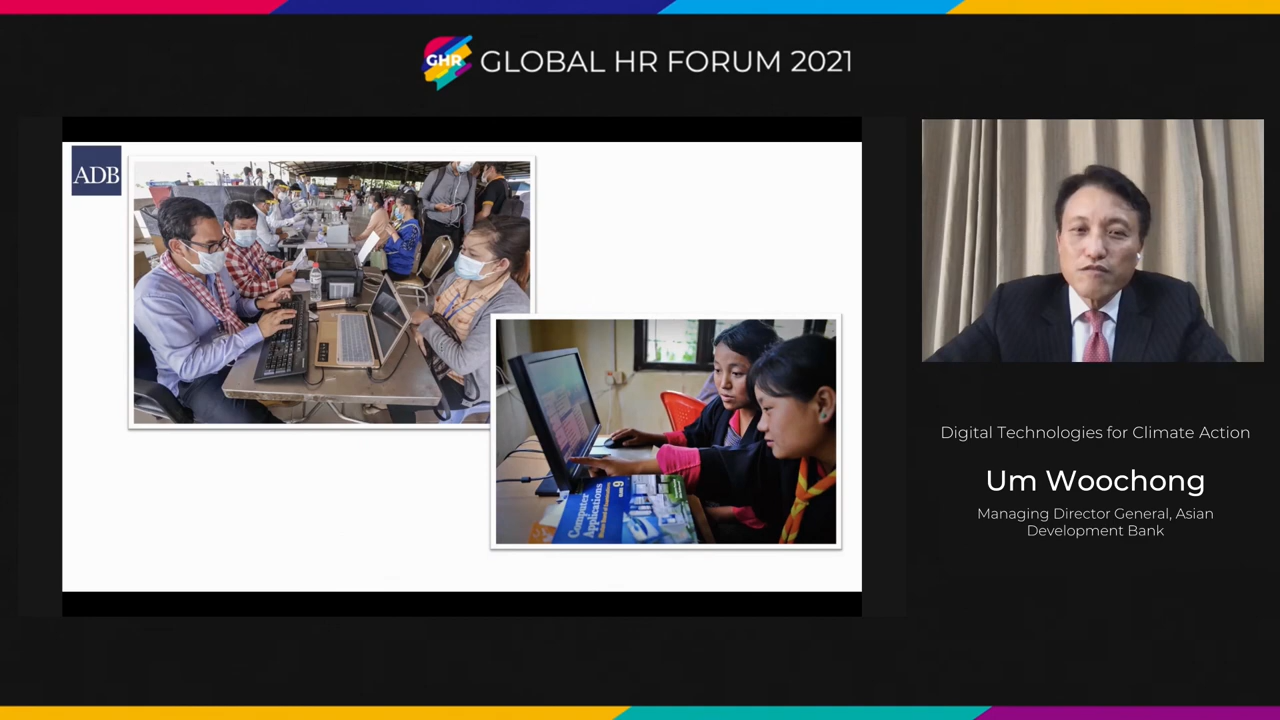 GHR GLOBAL HR FORUM 2021
ADB
Computer
Applications
9
Digital Technologies for Climate Action
Um Woochong
Managing Director General, Asian
Development Bank